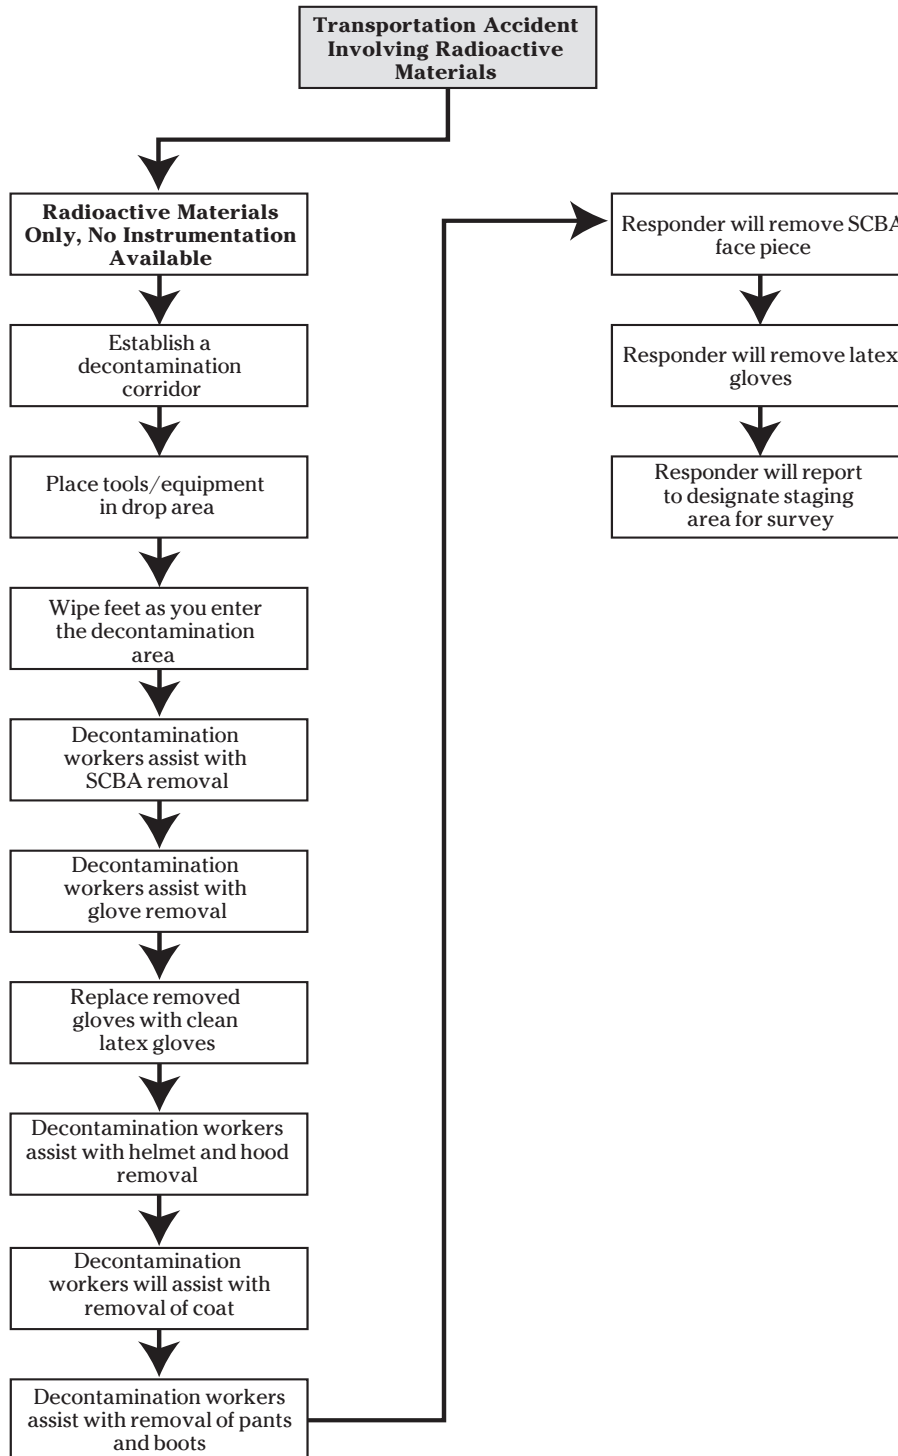 Transportation Accident
Involving Radioactive
Materials
Radioactive Materials
Only, No Instrumentation
Available
Establish a
decontamination
corridor
Place tools/equipment
in drop area
Wipe feet as you enter
the decontamination
area
Decontamination
workers assist with
SCBA removal
Decontamination
workers assist with
glove removal
Replace removed
gloves with clean
latex gloves
Decontamination workers
assist with helmet and hood
removal
Decontamination
workers will assist with
removal of coat
Decontamination workers
assist with removal of pants
and boots
Responder will remove SCBA
face piece
Responder will remove latex
gloves
Responder will report
to designate staging
area for survey